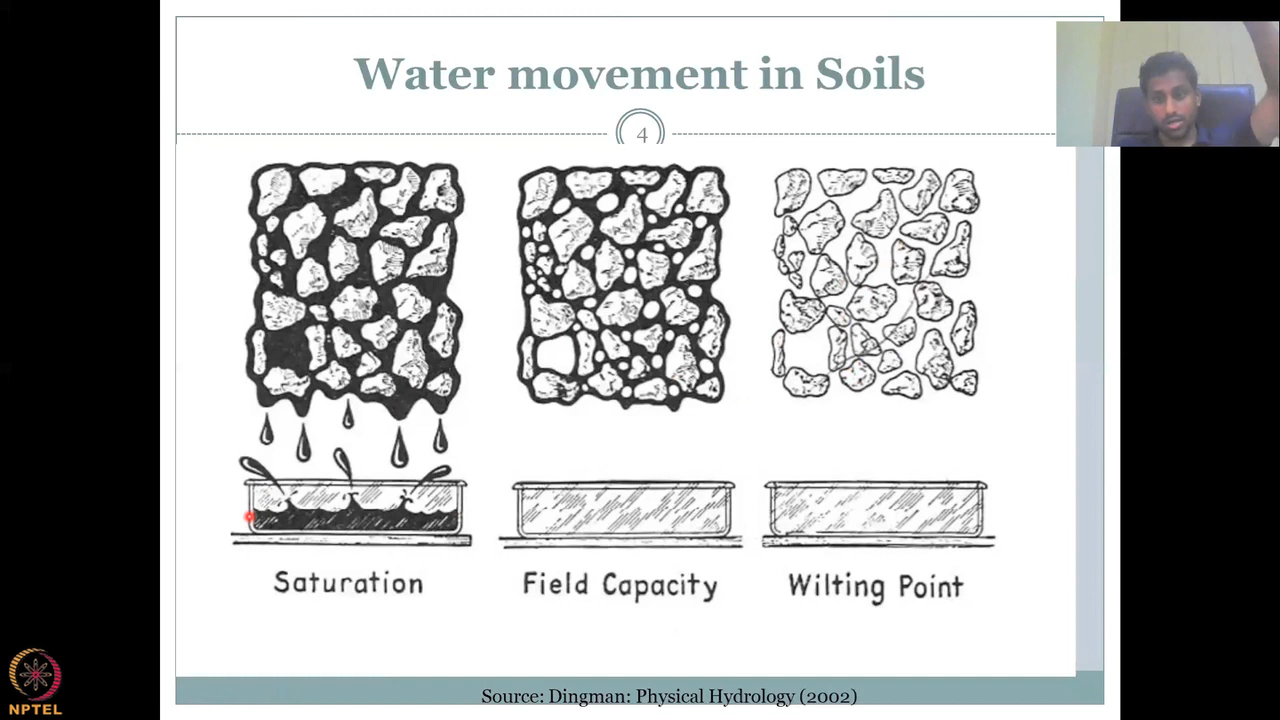 Water movement in Soils
4
Saturation
Field Capacity
Wilting Point
Source: Dingman: Physical Hydrology (2002)
NPTEL